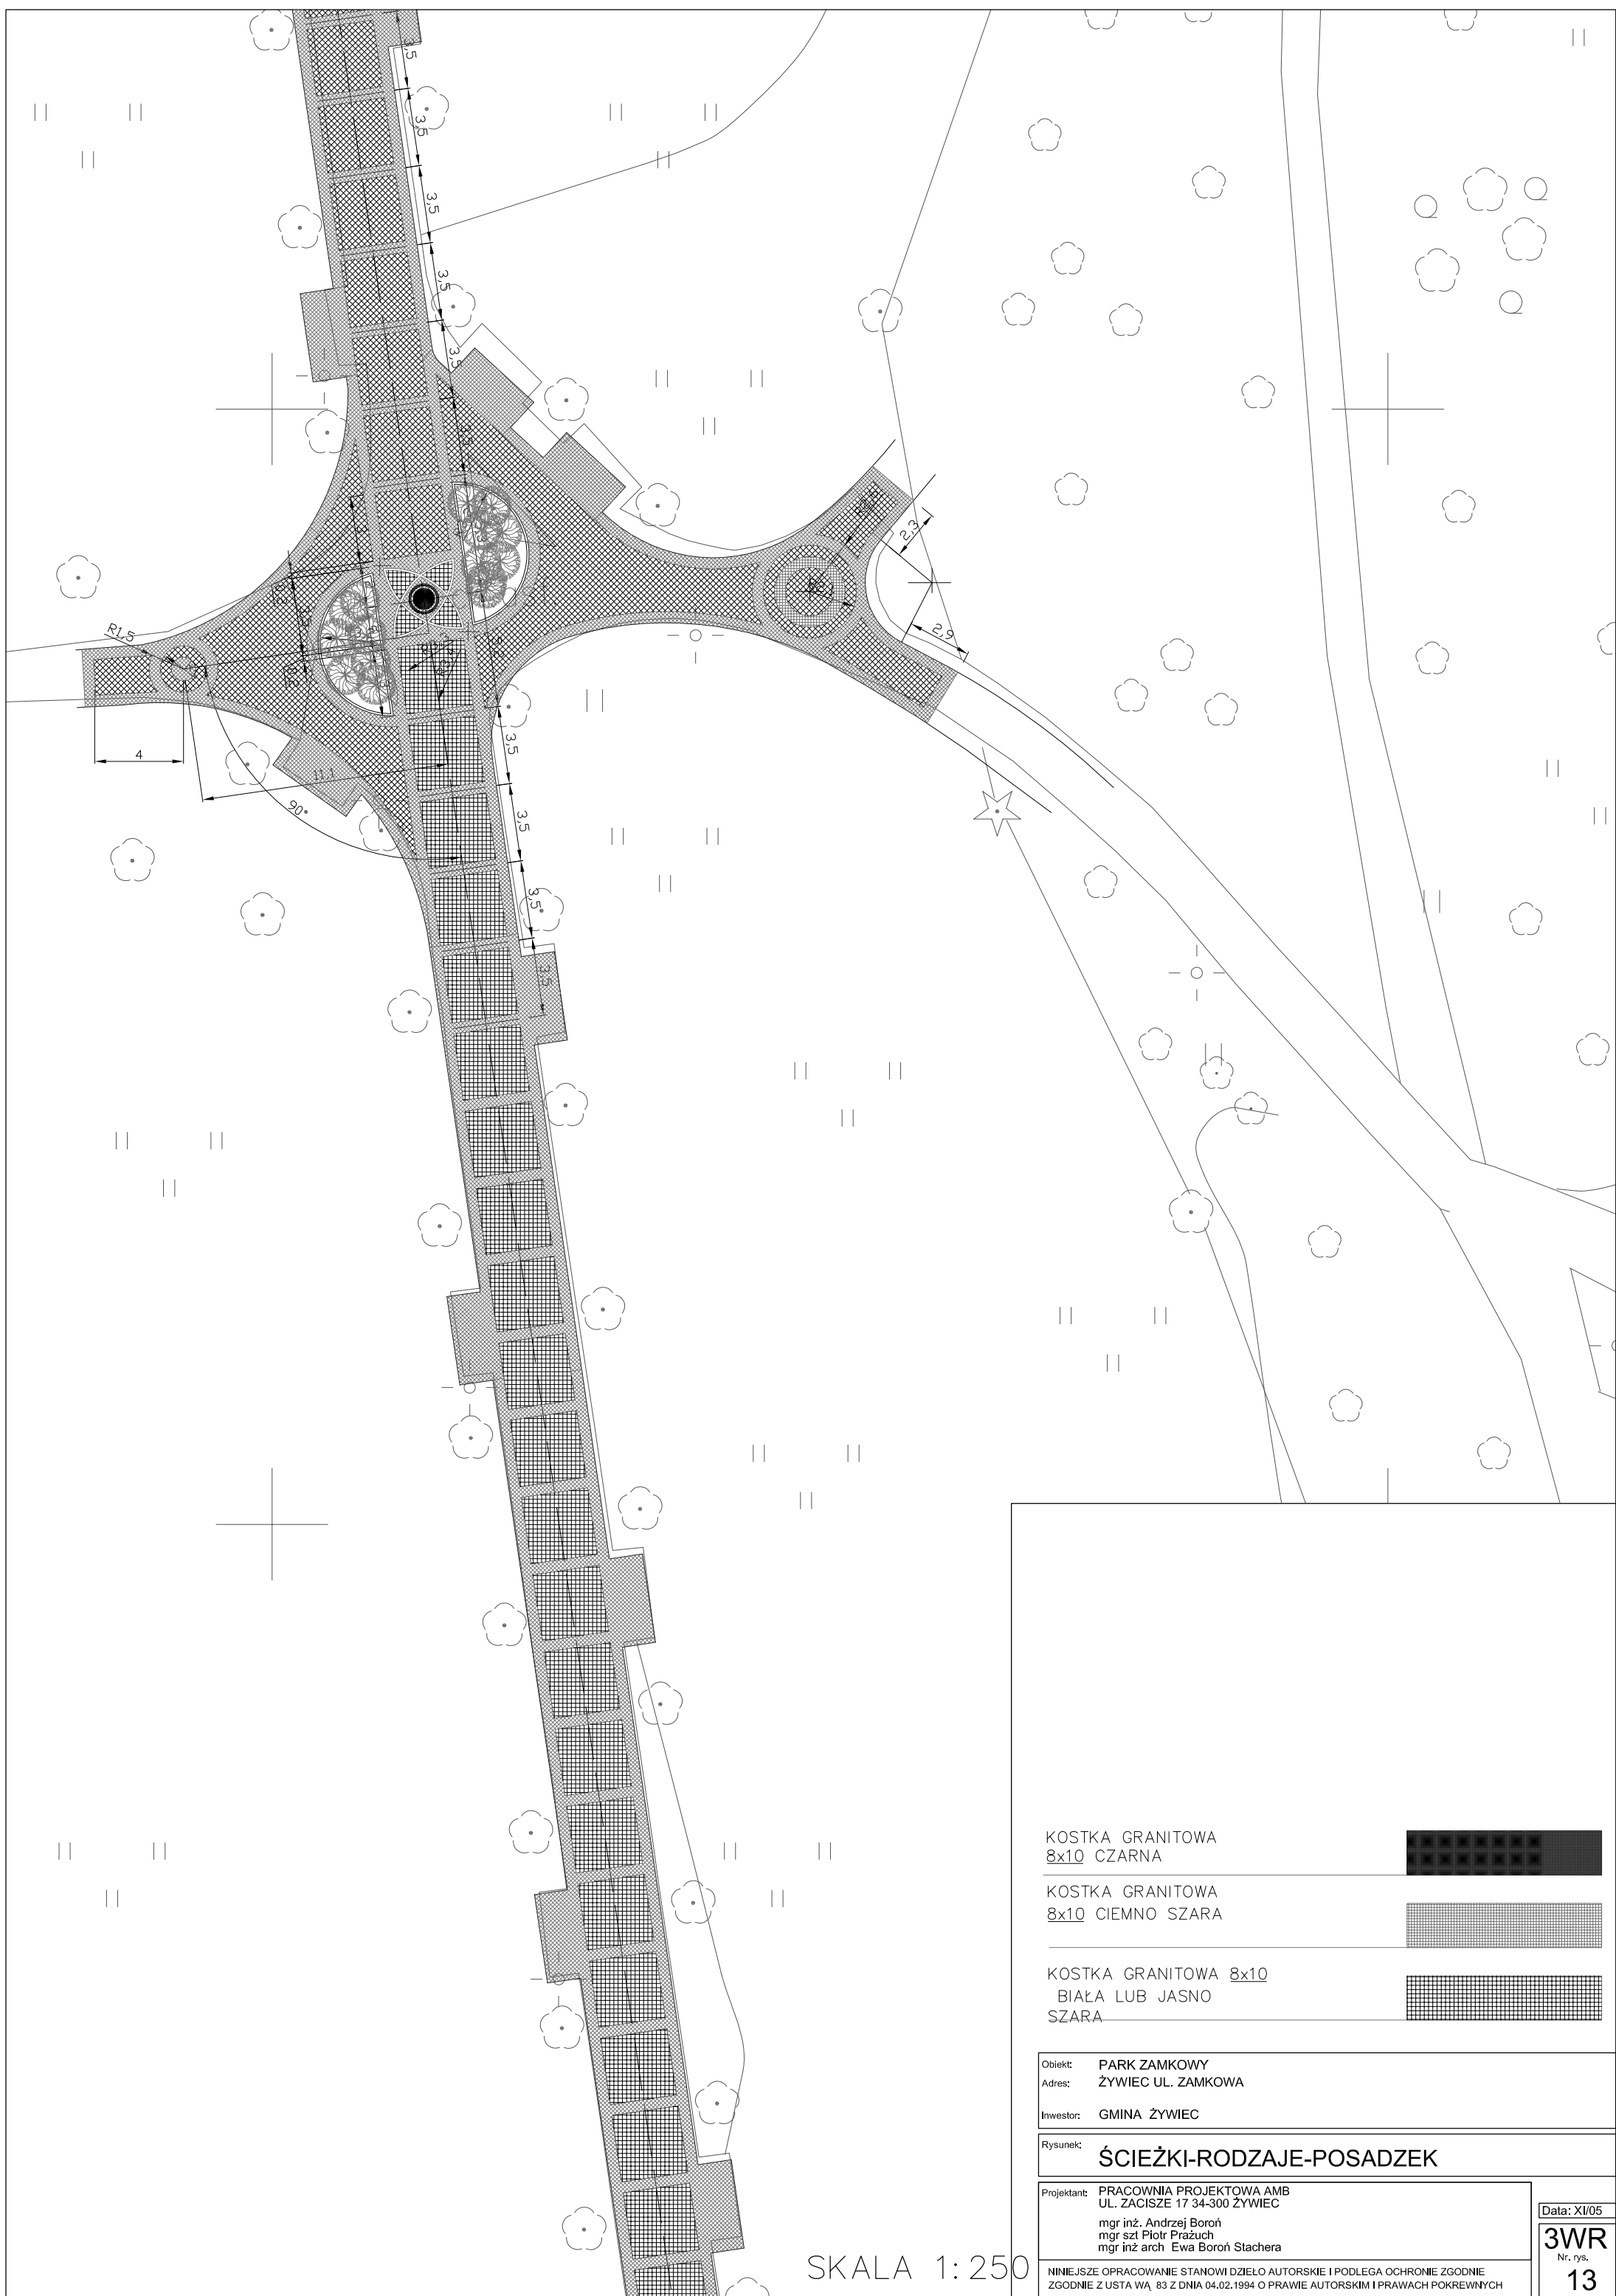 3,5
3,5
3,5
3,5
3,5
3,5
R1,5
4
11,1
90°
2,3
2,9
3,5
3,5
3,5
3,5
KOSTKA GRANITOWA
8x10 CZARNA
KOSTKA GRANITOWA
8x10 CIEMNO SZARA
KOSTKA GRANITOWA 8x10
BIAŁA LUB JASNO
SZARA
Obiekt: PARK ZAMKOWY
Adres: ŻYWIEC UL. ZAMKOWA
Inwestor: GMINA ŻYWIEC
Rysunek: ŚCIEŻKI-RODZAJE-POSADZEK
Projektant: PRACOWNIA PROJEKTOWA AMB
UL. ZACISZE 17 34-300 ŻYWIEC
mgr inż. Andrzej Boroń
mgr szt Piotr Prażuch
mgr inż arch Ewa Boroń Stachera
Data: XI/05
3WR
Nr. rys.
13
SKALA 1:250
NINIEJSZE OPRACOWANIE STANOWI DZIEŁO AUTORSKIE I PODLEGA OCHRONIE ZGODNIE
ZGODNIE Z USTA WĄ 83 Z DNIA 04.02.1994 O PRAWIE AUTORSKIM I PRAWACH POKREWNYCH